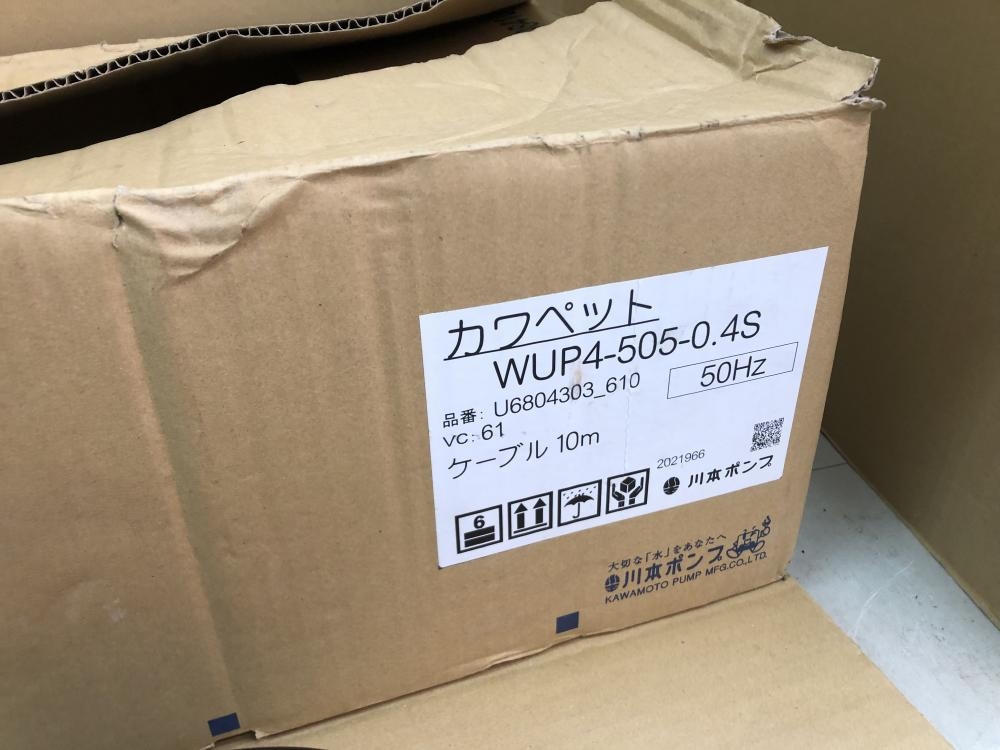 カワペット
WUP4-505-0.4S
50Hz
品番: U6804303_610
VC: 61
ケーブル 10m
2021966
川本ポンプ
6
大切な「水」をあなたへ
川本ポンプ
KAWAMOTO PUMP MFG.CO.,LTD.